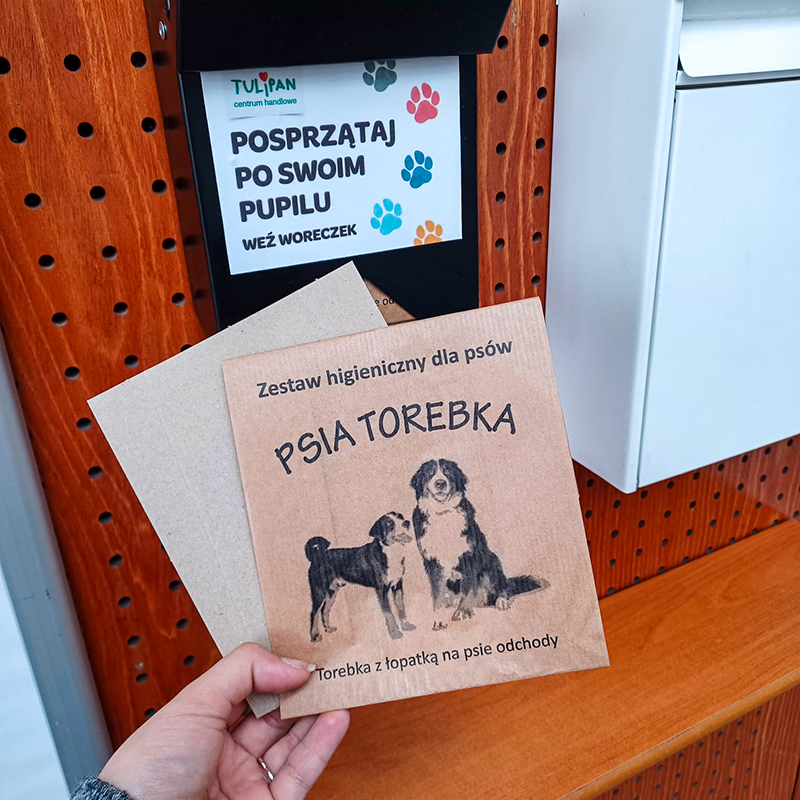 TULIPAN
centrum handlowe
POSPRZĄTAJ
PO SWOIM
PUPILU
WEŹ WORECZEK
Zestaw higieniczny dla psów
PSIA TOREBKA
Torebka z łopatką na psie odchody